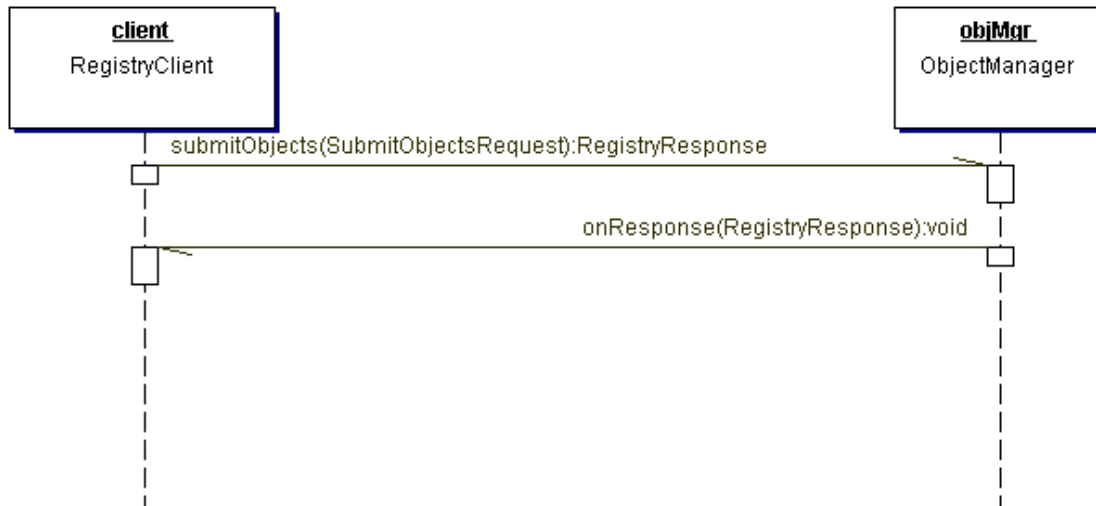 client
RegistryClient
objMgr
ObjectManager
submitObjects(SubmitObjectsRequest):RegistryResponse
onResponse(RegistryResponse):void